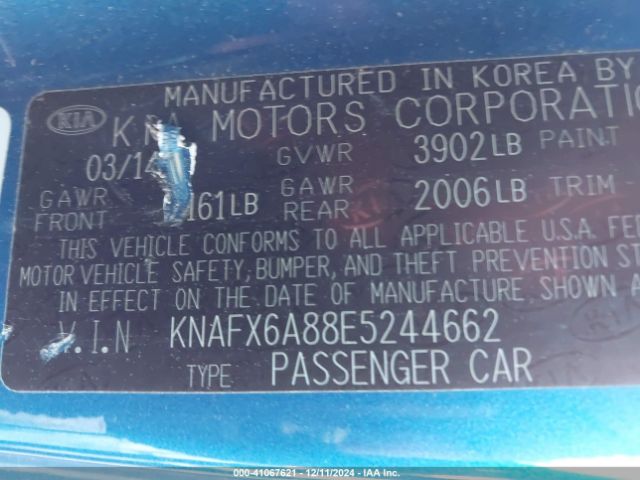 MANUFACTURED IN KOREA BY
KIA MOTORS CORPORATIO
03/14 GVWR 3902LB PAINT
GAWR FRONT 161LB GAWR REAR 2006LB TRIM
THIS VEHICLE CONFORMS TO ALL APPLICABLE U.S.A. FE
MOTOR VEHICLE SAFETY, BUMPER, AND THEFT PREVENTION ST
IN EFFECT ON THE DATE OF MANUFACTURE SHOWN A
V.I.N KNAFX6A88E5244662
TYPE PASSENGER CAR
000-41067621 - 12/11/2024 - IAA Inc.